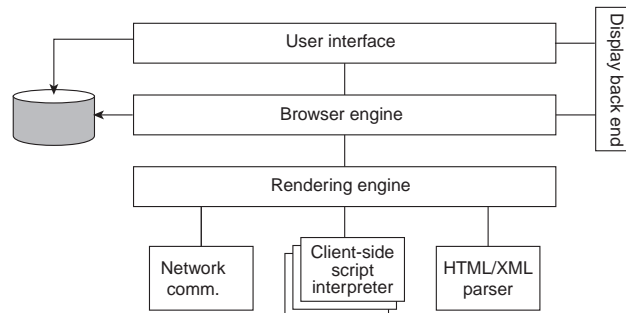 User interface
Display back end
Browser engine
Rendering engine
Network
comm.
Client-side
script
interpreter
HTML/XML
parser